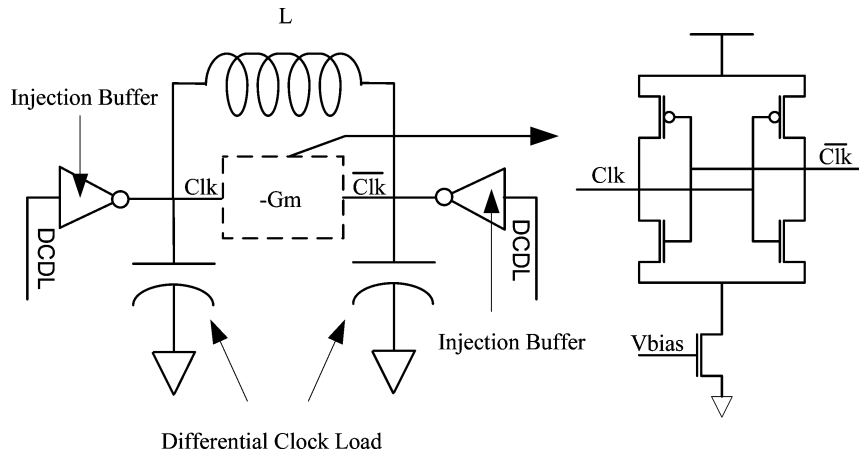 L
Injection Buffer
Clk
-Gm
Clk
DCDL
DCDL
Injection Buffer
Differential Clock Load
Clk
Clk
Vbias